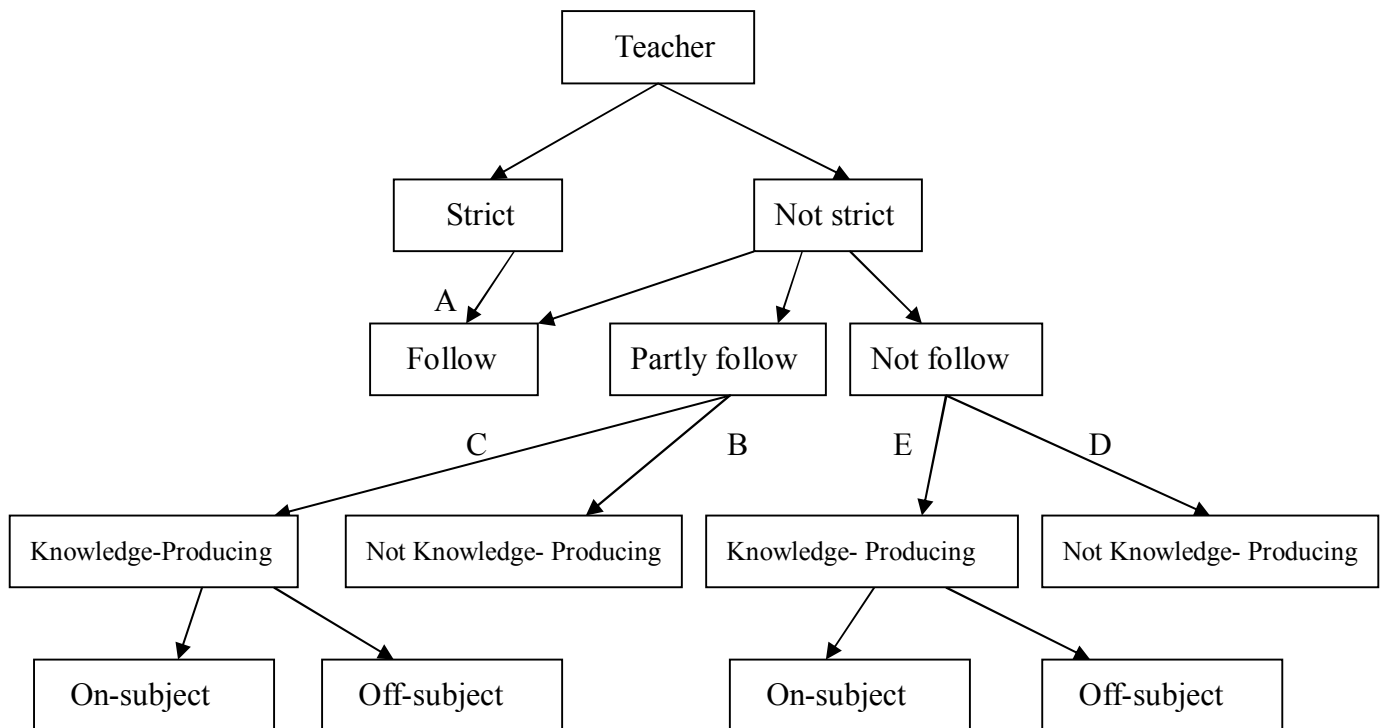 Teacher
Strict
Not strict
A
Follow
Partly follow
Not follow
C
B
E
D
Knowledge-Producing
Not Knowledge- Producing
Knowledge- Producing
Not Knowledge- Producing
On-subject
Off-subject
On-subject
Off-subject